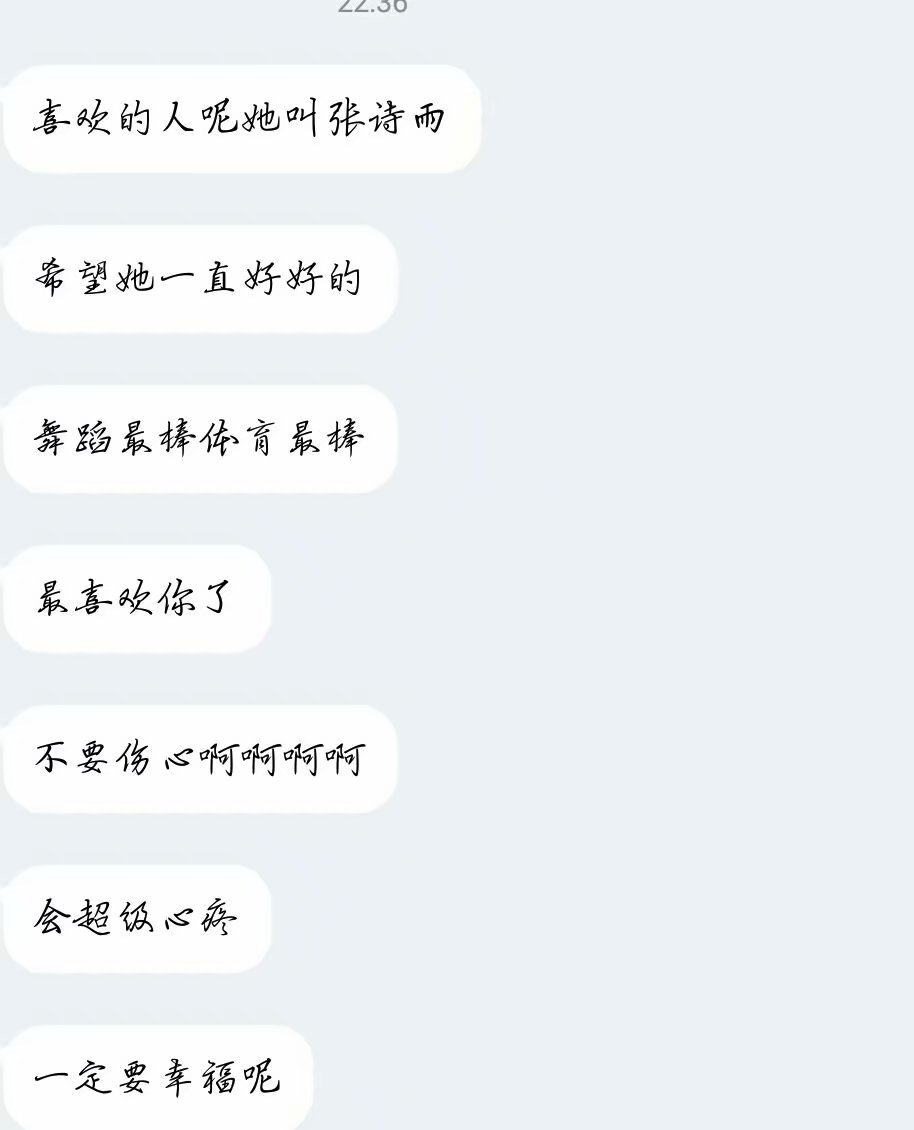 22:36
喜欢的人呢她叫张诗雨
希望她一直好好的
舞蹈最棒体育最棒
最喜欢你了
不要伤心啊啊啊啊
会超级心疼
一定要幸福呢